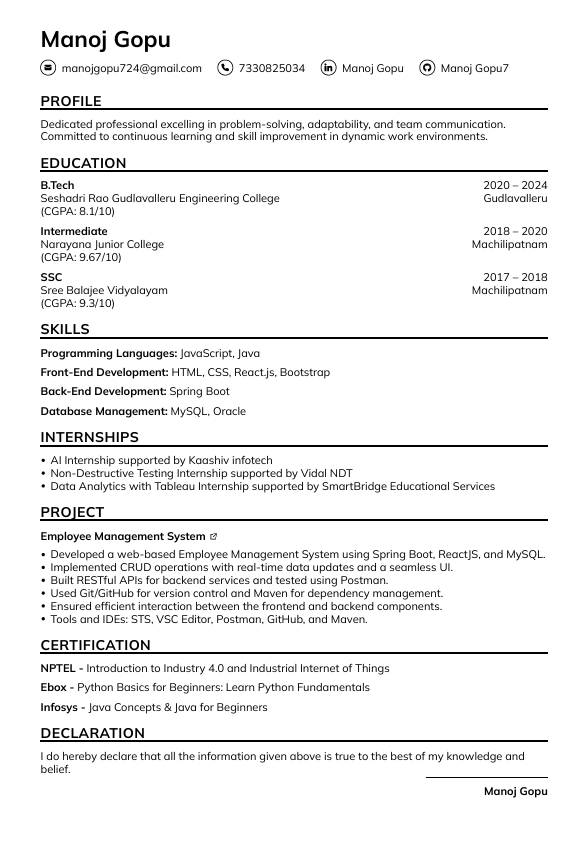 Manoj Gopu
manojgopu724@gmail.com 7330825034 Manoj Gopu Manoj Gopu7
PROFILE
Dedicated professional excelling in problem-solving, adaptability, and team communication.
Committed to continuous learning and skill improvement in dynamic work environments.
EDUCATION
B.Tech 2020 – 2024
Seshadri Rao Gudlavalleru Engineering College Gudlavalleru
(CGPA: 8.1/10)
Intermediate 2018 – 2020
Narayana Junior College Machilipatnam
(CGPA: 9.67/10)
SSC 2017 – 2018
Sree Balajee Vidyalayam Machilipatnam
(CGPA: 9.3/10)
SKILLS
Programming Languages: JavaScript, Java
Front-End Development: HTML, CSS, React.js, Bootstrap
Back-End Development: Spring Boot
Database Management: MySQL, Oracle
INTERNSHIPS
• AI Internship supported by Kaashiv infotech
• Non-Destructive Testing Internship supported by Vidal NDT
• Data Analytics with Tableau Internship supported by SmartBridge Educational Services
PROJECT
Employee Management System
• Developed a web-based Employee Management System using Spring Boot, ReactJS, and MySQL.
• Implemented CRUD operations with real-time data updates and a seamless UI.
• Built RESTful APIs for backend services and tested using Postman.
• Used Git/GitHub for version control and Maven for dependency management.
• Ensured efficient interaction between the frontend and backend components.
• Tools and IDEs: STS, VSC Editor, Postman, GitHub, and Maven.
CERTIFICATION
NPTEL - Introduction to Industry 4.0 and Industrial Internet of Things
Ebox - Python Basics for Beginners: Learn Python Fundamentals
Infosys - Java Concepts & Java for Beginners
DECLARATION
I do hereby declare that all the information given above is true to the best of my knowledge and
belief.
Manoj Gopu